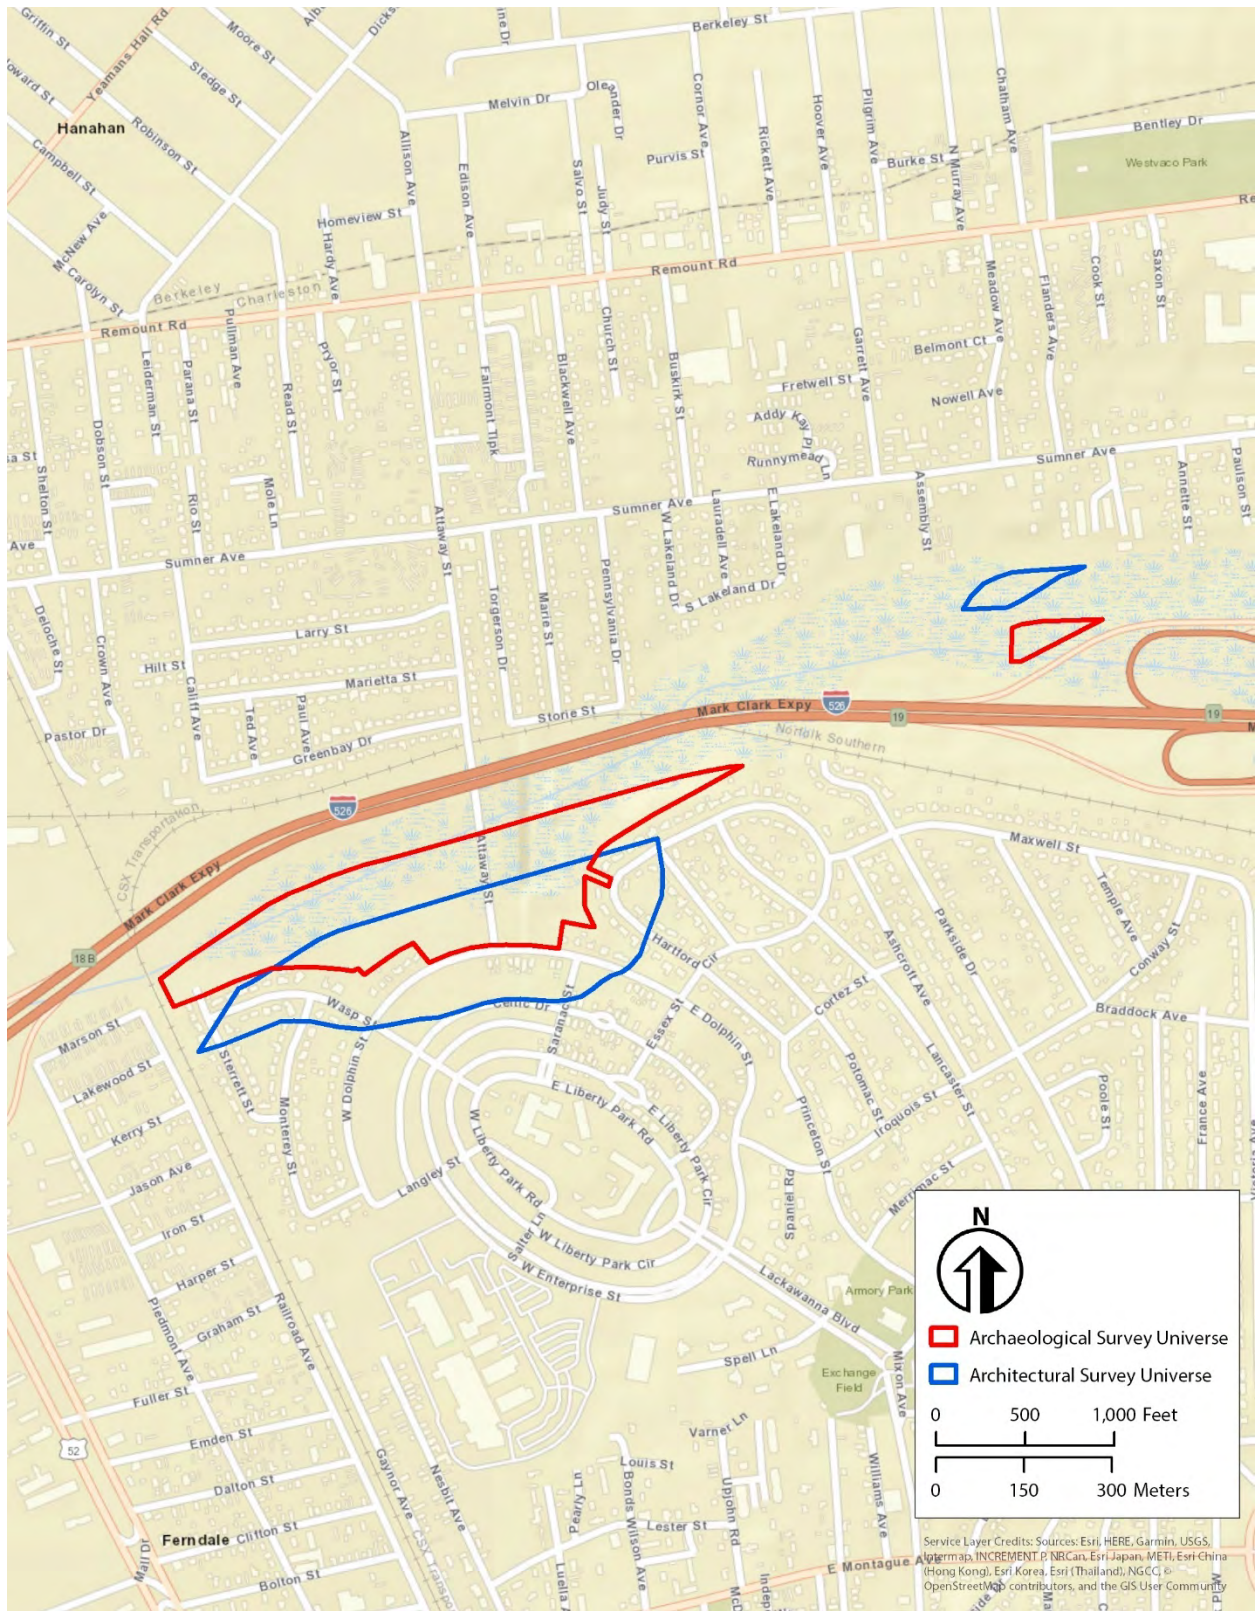 Griffin St
Yeamans Hall Rd
Moore St
Sledge St
Berkeley St
Melvin Dr
Oleander Dr
Cornor Ave
Rickett Ave
Hoover Ave
Pilgrim Ave
Chatham Ave
Bentley Dr
Westvaco Park
Hanahan
Robinson St
Campbell St
Allison Ave
Edison Ave
Salvo St
Judy St
Purvis St
Burke St
N Murray Ave
McNew Ave
Carolyn St
Homeview St
Hardy Ave
Berkeley
Charleston
Remount Rd
Remount Rd
Leiderman St
Parana St
Pullman Ave
Read St
Pryor St
Fairmont Tlpk
Blackwell Ave
Church St
Buskirk St
Garrett Ave
Meadow Ave
Flanders Ave
Cook St
Saxon St
Belmont Ct
Fretwell St
Nowell Ave
Addy Kay Pl
Runnymead Ln
Shelton St
Dobson St
Rio St
Mole Ln
Attaway St
Sumner Ave
Sumner Ave
Sumner Ave
W Lakeland Dr
Lauradell Ave
E Lakeland Dr
S Lakeland Dr
Assembly St
Annette St
Paulson St
Deloche St
Crown Ave
Larry St
Hilt St
Califf Ave
Marietta St
Ted Ave
Paul Ave
Greenbay Dr
Pastor Dr
Torgerson Dr
Marie St
Pennsylvania Dr
Stone St
Mark Clark Expy
526
19
19
Norfolk Southern
526
CSX Transportation
Mark Clark Expy
18B
Attaway St
Maxwell St
Temple Ave
Conway St
Parkside Dr
Ashcroft Ave
Hartford Cir
Cortez St
Braddock Ave
Marson St
Lakewood St
Kerry St
Jason Ave
Iron St
Harper St
Graham St
Fuller St
Emden St
Dalton St
Clifton St
Bolton St
Sterrett St
Monterey St
Wasp St
W Dolphin St
Celtic Dr
Saranac St
Essex St
E Dolphin St
Potomac St
Lancaster St
Iroquois St
Poole St
France Ave
E Liberty Park Rd
E Liberty Park Cir
W Liberty Park Rd
W Liberty Park Cir
W Enterprise St
Langley St
Salter Ln
Princeton St
Spaniel Rd
Merrimac St
Lackawanna Blvd
Armory Park
Exchange
Field
Mixon Ave
Spell Ln
Varner Ln
Louis St
Bonds Wilson Ave
Pearly Ln
Lester St
Upjohn Rd
Williams Ave
E Montague Ave
Piedmont Ave
Railroad Ave
Gaynor Ave
Nesbit Ave
52
Ferndale
Mall Dr
N
Archaeological Survey Universe
Architectural Survey Universe
0 500 1,000 Feet
0 150 300 Meters
Service Layer Credits: Sources: Esri, HERE, Garmin, USGS,
Intermap, INCREMENT P, NRCan, Esri Japan, METI, Esri China
(Hong Kong), Esri Korea, Esri (Thailand), NGCC, ©
OpenStreetMap contributors, and the GIS User Community